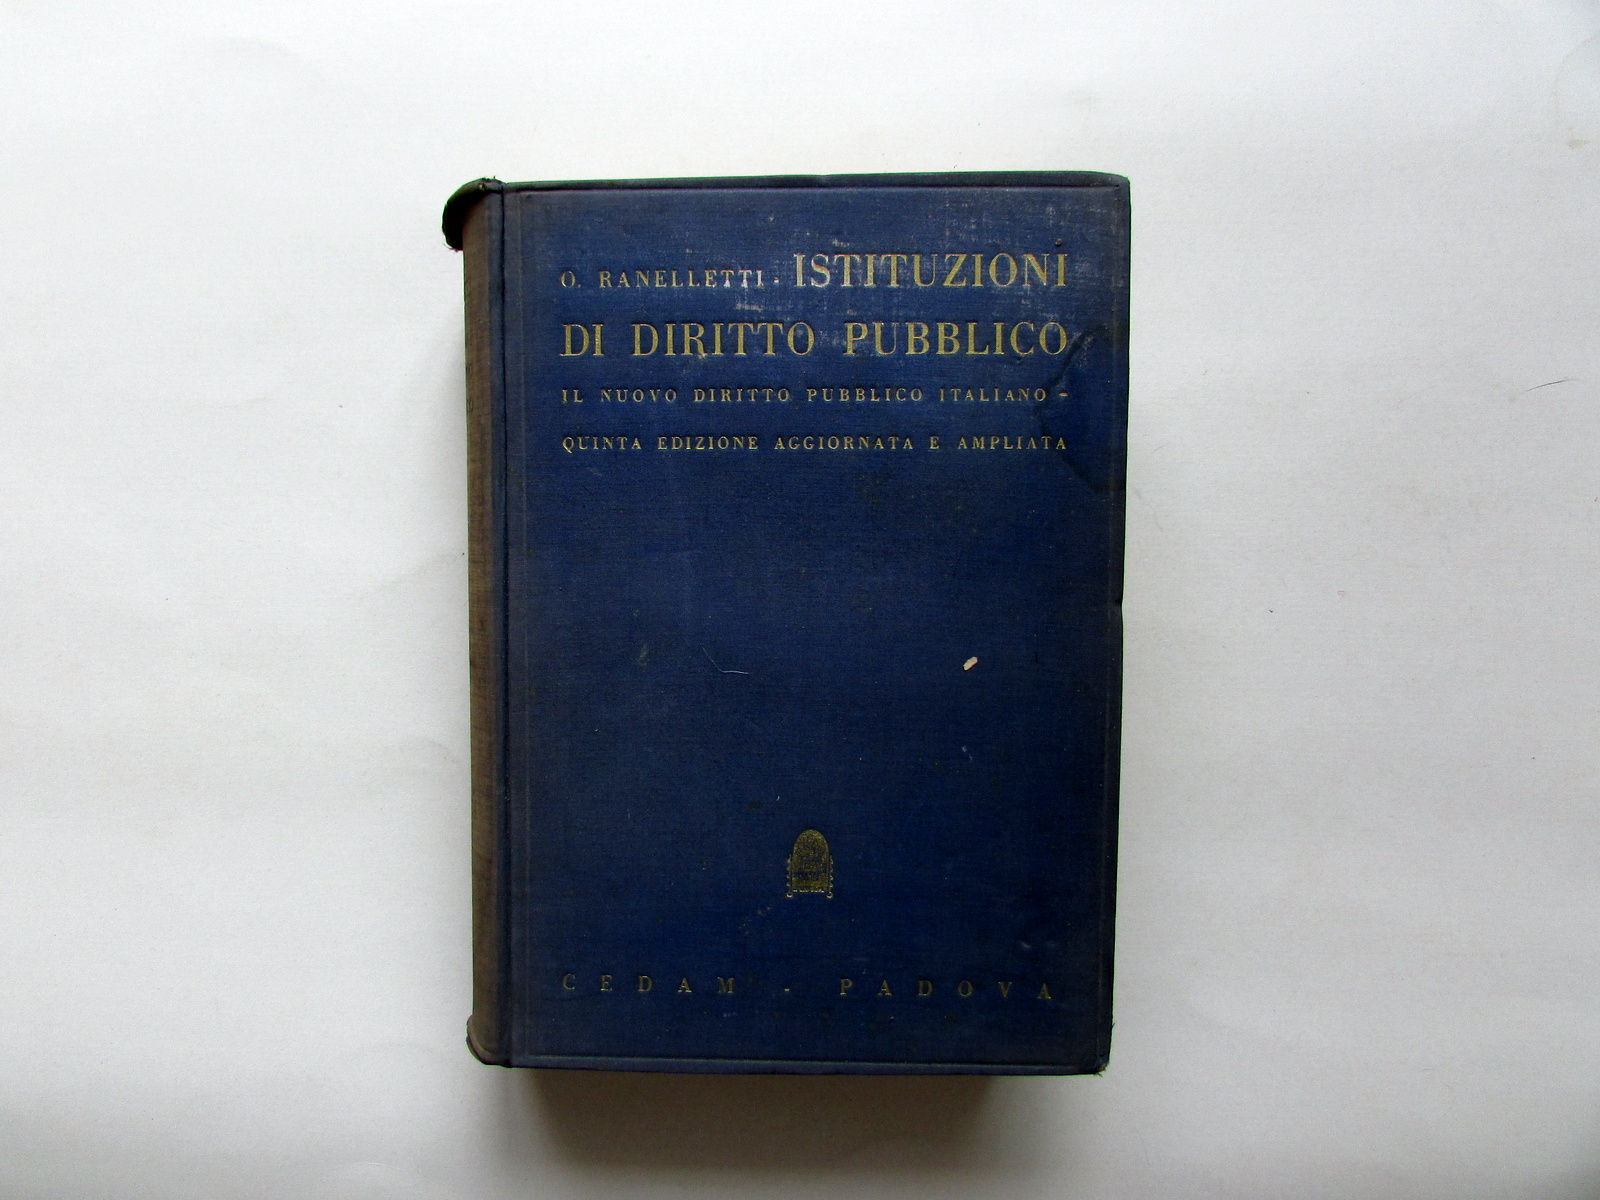 O. RANELLETTI - ISTITUZIONI
DI DIRITTO PUBBLICO
IL NUOVO DIRITTO PUBBLICO ITALIANO -
QUINTA EDIZIONE AGGIORNATA E AMPLIATA
CEDAM - PADOVA